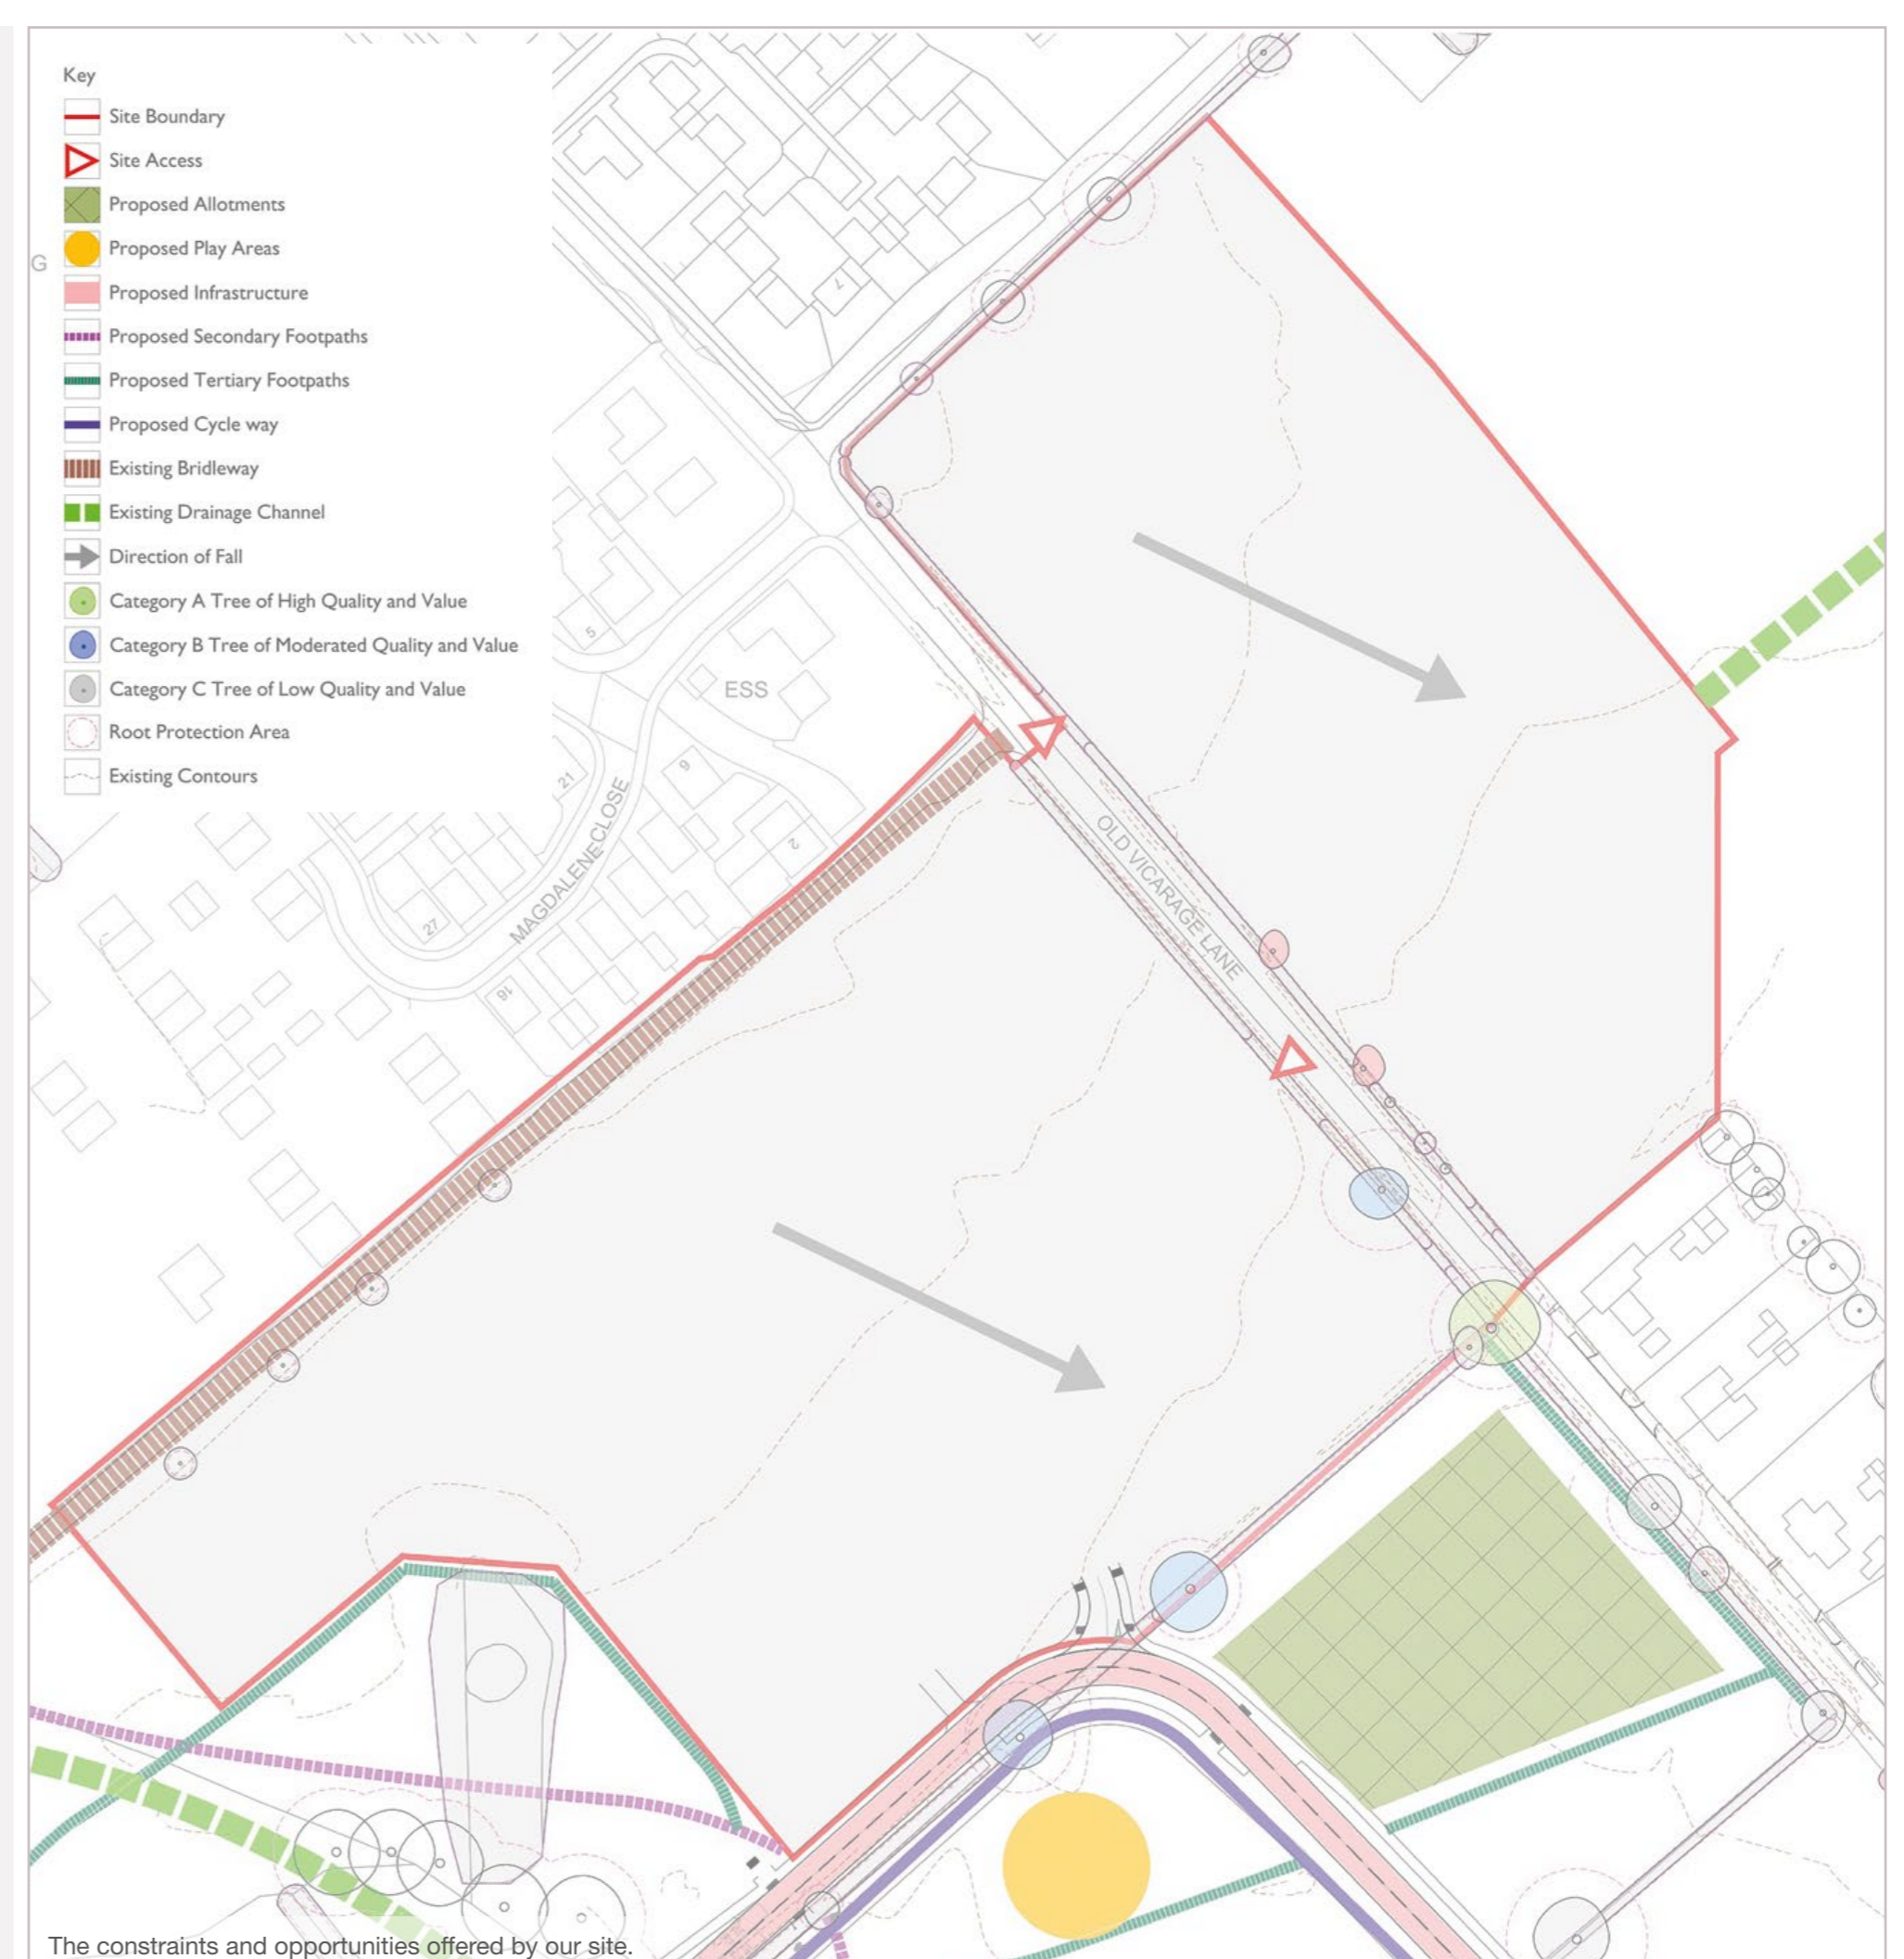 Key
Site Boundary
Site Access
Proposed Allotments
Proposed Play Areas
Proposed Infrastructure
Proposed Secondary Footpaths
Proposed Tertiary Footpaths
Proposed Cycle way
Existing Bridleway
Existing Drainage Channel
Direction of Fall
Category A Tree of High Quality and Value
Category B Tree of Moderated Quality and Value
Category C Tree of Low Quality and Value
Root Protection Area
Existing Contours
G
7
5
ESS
21
9
2
MAGDALENE CLOSE
27
16
OLD VICARAGE LANE
The constraints and opportunities offered by our site.